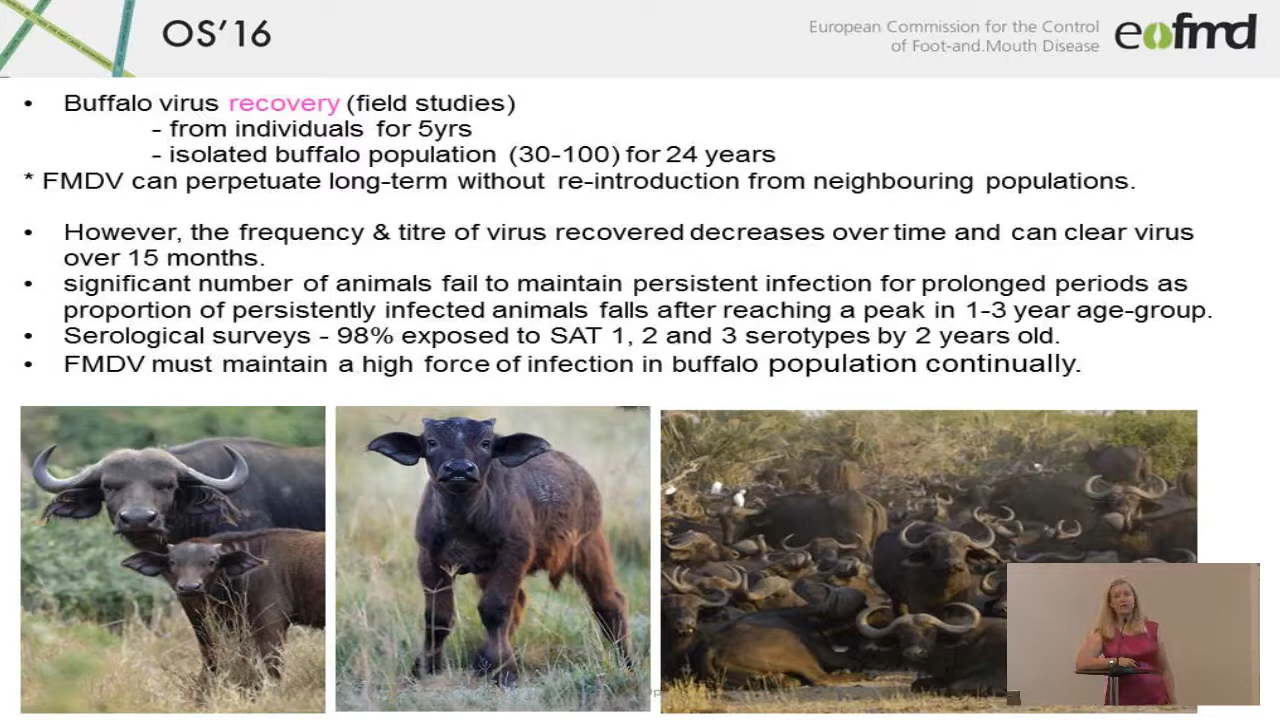 OS'16
European Commission for the Control
of Foot-and.Mouth Disease
eofmd
• Buffalo virus recovery (field studies)
- from individuals for 5yrs
- isolated buffalo population (30-100) for 24 years
* FMDV can perpetuate long-term without re-introduction from neighbouring populations.
• However, the frequency & titre of virus recovered decreases over time and can clear virus
over 15 months.
• significant number of animals fail to maintain persistent infection for prolonged periods as
proportion of persistently infected animals falls after reaching a peak in 1-3 year age-group.
• Serological surveys - 98% exposed to SAT 1, 2 and 3 serotypes by 2 years old.
• FMDV must maintain a high force of infection in buffalo population continually.